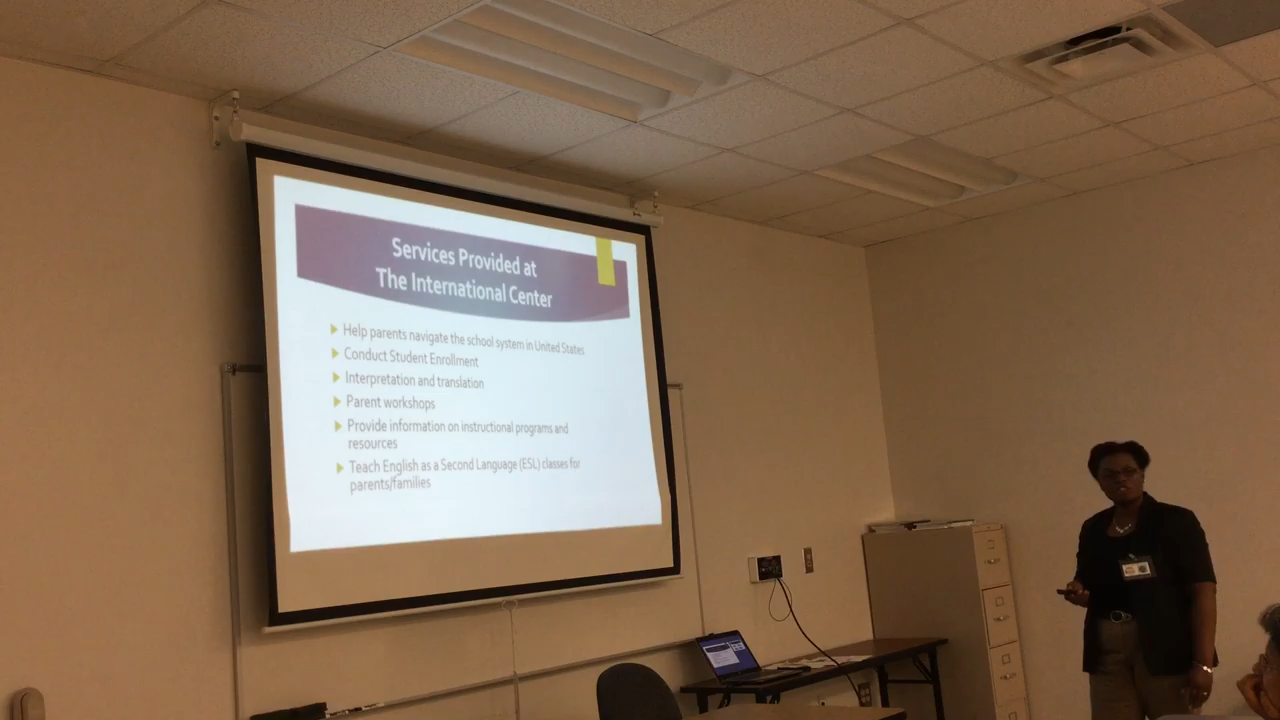 Services Provided at
The International Center
Help parents navigate the school system in United States
Conduct Student Enrollment
Interpretation and translation
Parent workshops
Provide information on instructional programs and
resources
Teach English as a Second Language (ESL) classes for
parents/families